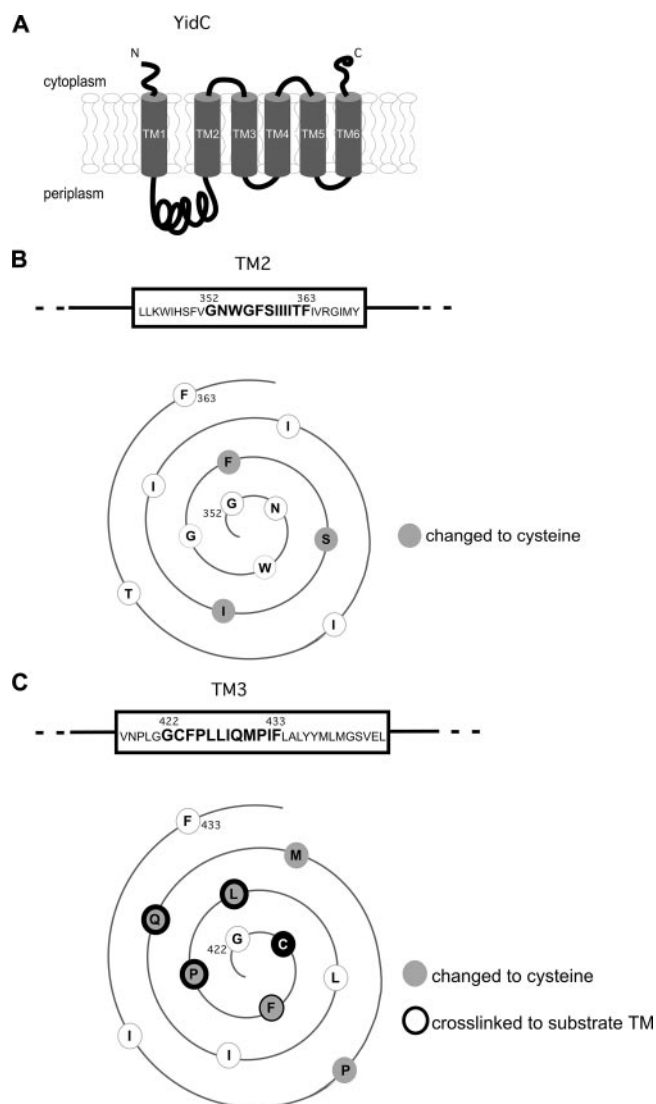 A
YidC
N
C
cytoplasm
TM1
TM2
TM3
TM4
TM5
TM6
periplasm
B
TM2
352
363
LLKWIHSFVGNWGFSIIIITFIVRGIMY
F
363
I
F
I
G
N
352
G
S
W
I
T
I
changed to cysteine
C
TM3
422
433
VNPLGGCFPLLIQMPIFLALYYMLMGSVEL
F
433
M
L
Q
G
C
422
P
L
F
I
I
P
changed to cysteine
crosslinked to substrate TM